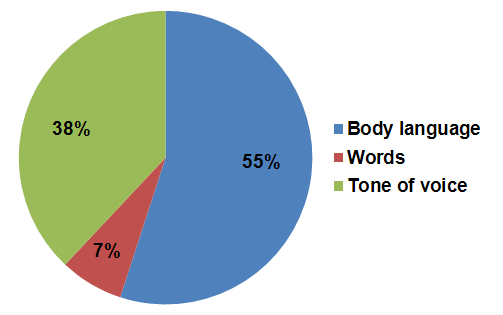 38%
55%
7%
Body language
Words
Tone of voice